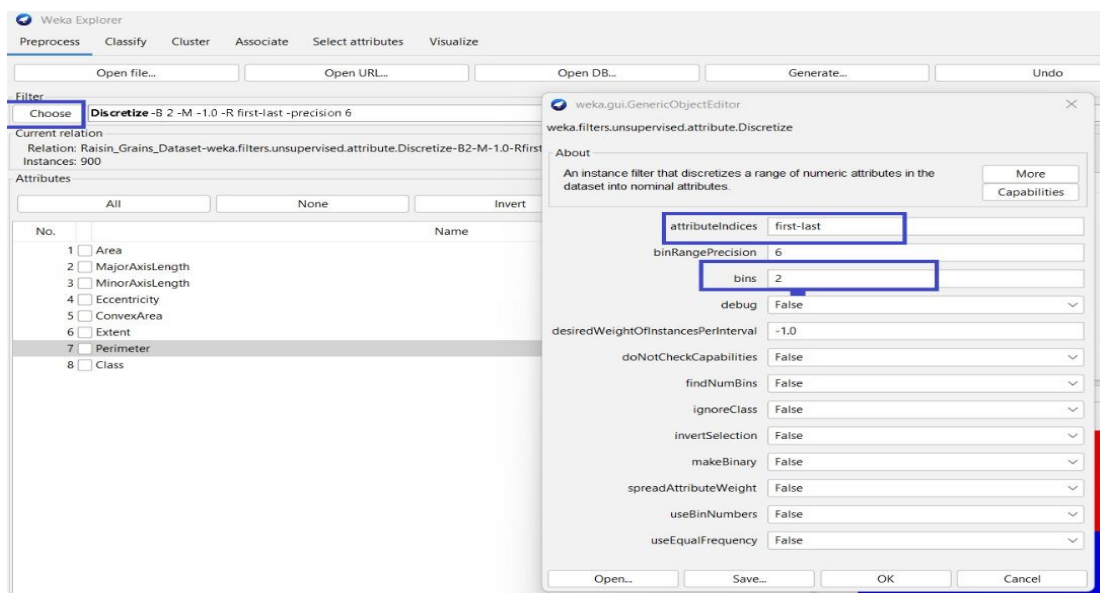 Weka Explorer
Preprocess Classify Cluster Associate Select attributes Visualize
Open file... Open URL... Open DB... Generate... Undo
Filter
Choose Discretize -B 2 -M -1.0 -R first-last -precision 6
Current relation
Relation: Raisin_Grains_Dataset-weka.filters.unsupervised.attribute.Discretize-B2-M-1.0-Rfirst
Instances: 900
Attributes
All None Invert
No. Name
1 Area
2 MajorAxisLength
3 MinorAxisLength
4 Eccentricity
5 ConvexArea
6 Extent
7 Perimeter
8 Class
weka.gui.GenericObjectEditor
weka.filters.unsupervised.attribute.Discretize
About
An instance filter that discretizes a range of numeric attributes in the
dataset into nominal attributes.
More
Capabilities
attributeIndices first-last
binRangePrecision 6
bins 2
debug False
desiredWeightOfInstancesPerInterval -1.0
doNotCheckCapabilities False
findNumBins False
ignoreClass False
invertSelection False
makeBinary False
spreadAttributeWeight False
useBinNumbers False
useEqualFrequency False
Open... Save... OK Cancel